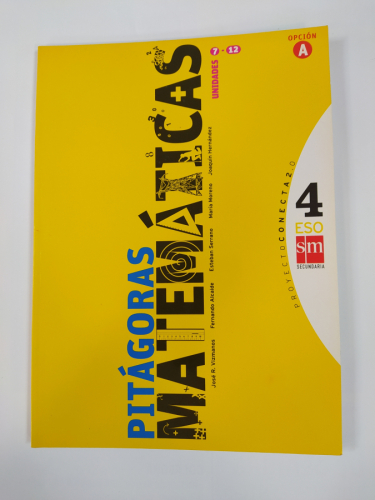 OPCIÓN
A
UNIDADES 7 - 12
PITÁGORAS
MATEMÁTICAS
José R. Vizmanos Fernando Alcaide Esteban Serrano María Moreno Joaquín Hernández
PROYECTO CONECTA 2.0
4
ESO
sm
SECUNDARIA